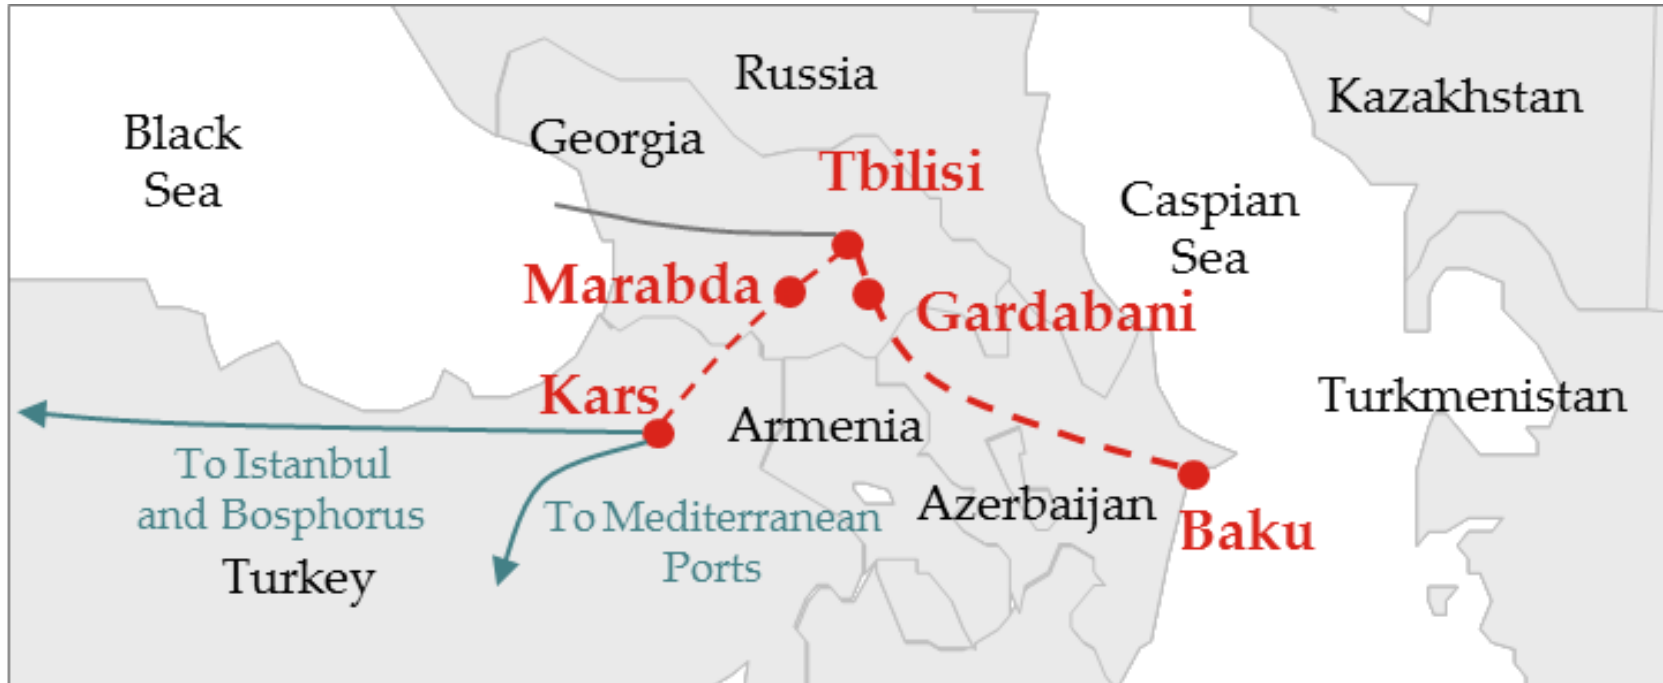 Russia
Kazakhstan
Black
Sea
Georgia
Tbilisi
Caspian
Sea
Marabda
Gardabani
Kars
Armenia
Turkmenistan
To Istanbul
and Bosphorus
Turkey
To Mediterranean
Ports
Azerbaijan
Baku